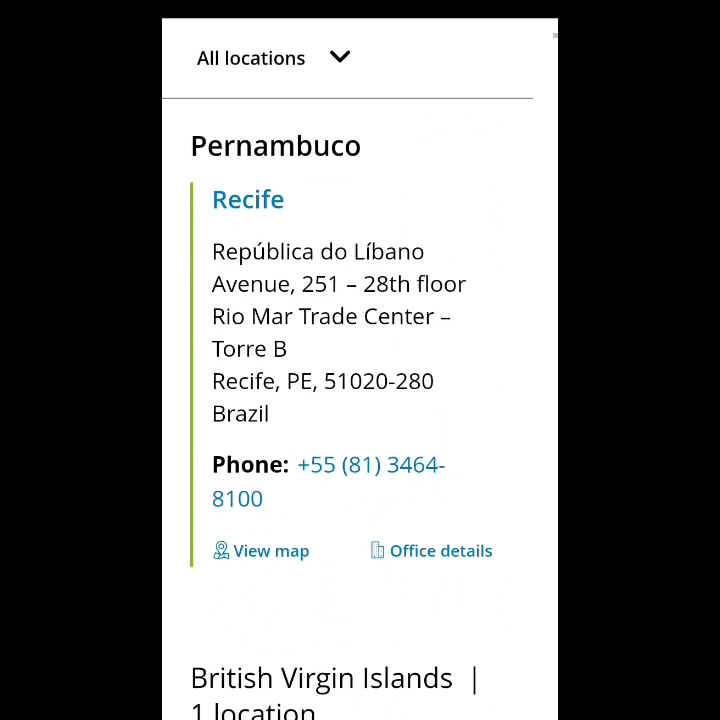 All locations
Pernambuco
Recife
República do Líbano
Avenue, 251 – 28th floor
Rio Mar Trade Center –
Torre B
Recife, PE, 51020-280
Brazil
Phone: +55 (81) 3464-
8100
View map
Office details
British Virgin Islands |
1 location